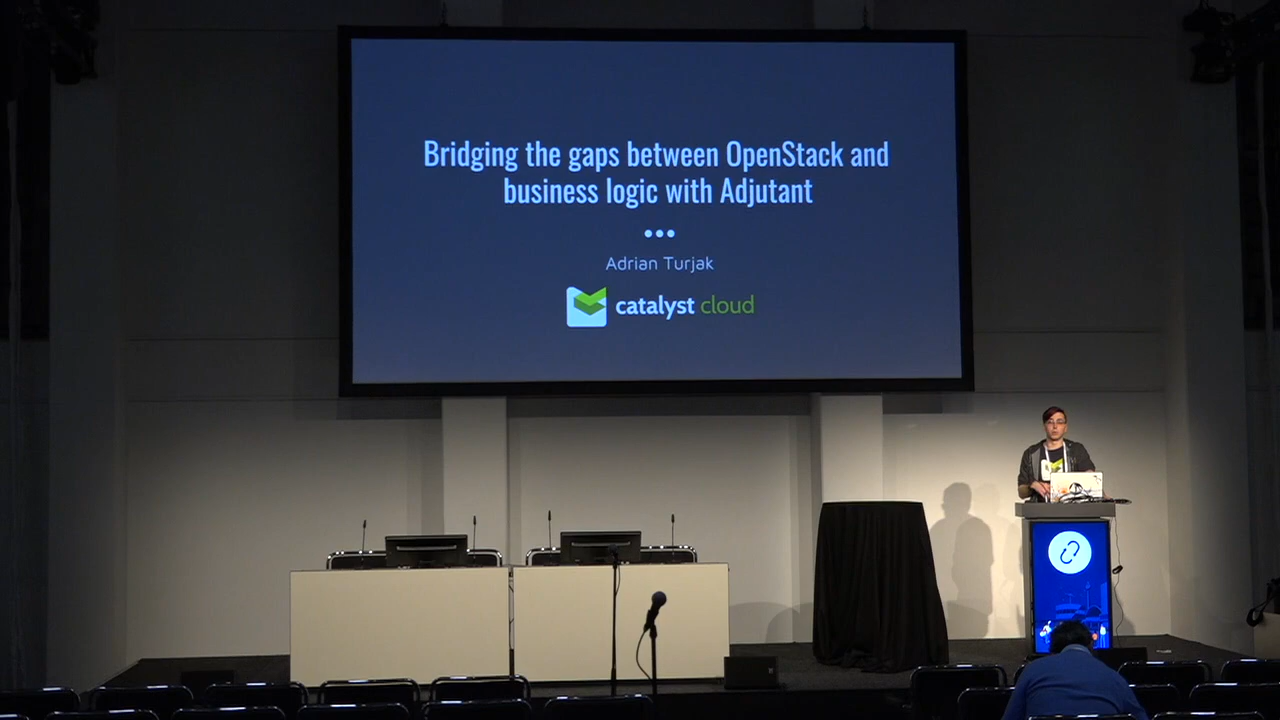 Bridging the gaps between OpenStack and
business logic with Adjutant
Adrian Turjak
catalyst cloud